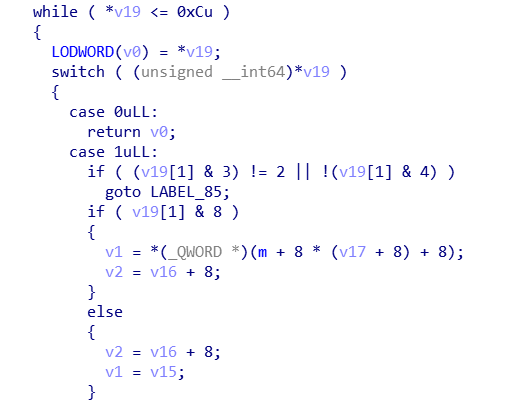 while ( *v19 <= 0xCu )
{
LODWORD(v0) = *v19;
switch ( (unsigned __int64)*v19 )
{
case 0uLL:
return v0;
case 1uLL:
if ( (v19[1] & 3) != 2 || !(v19[1] & 4) )
goto LABEL_85;
if ( v19[1] & 8 )
{
v1 = *(_QWORD *)(m + 8 * (v17 + 8) + 8);
v2 = v16 + 8;
}
else
{
v2 = v16 + 8;
v1 = v15;
}